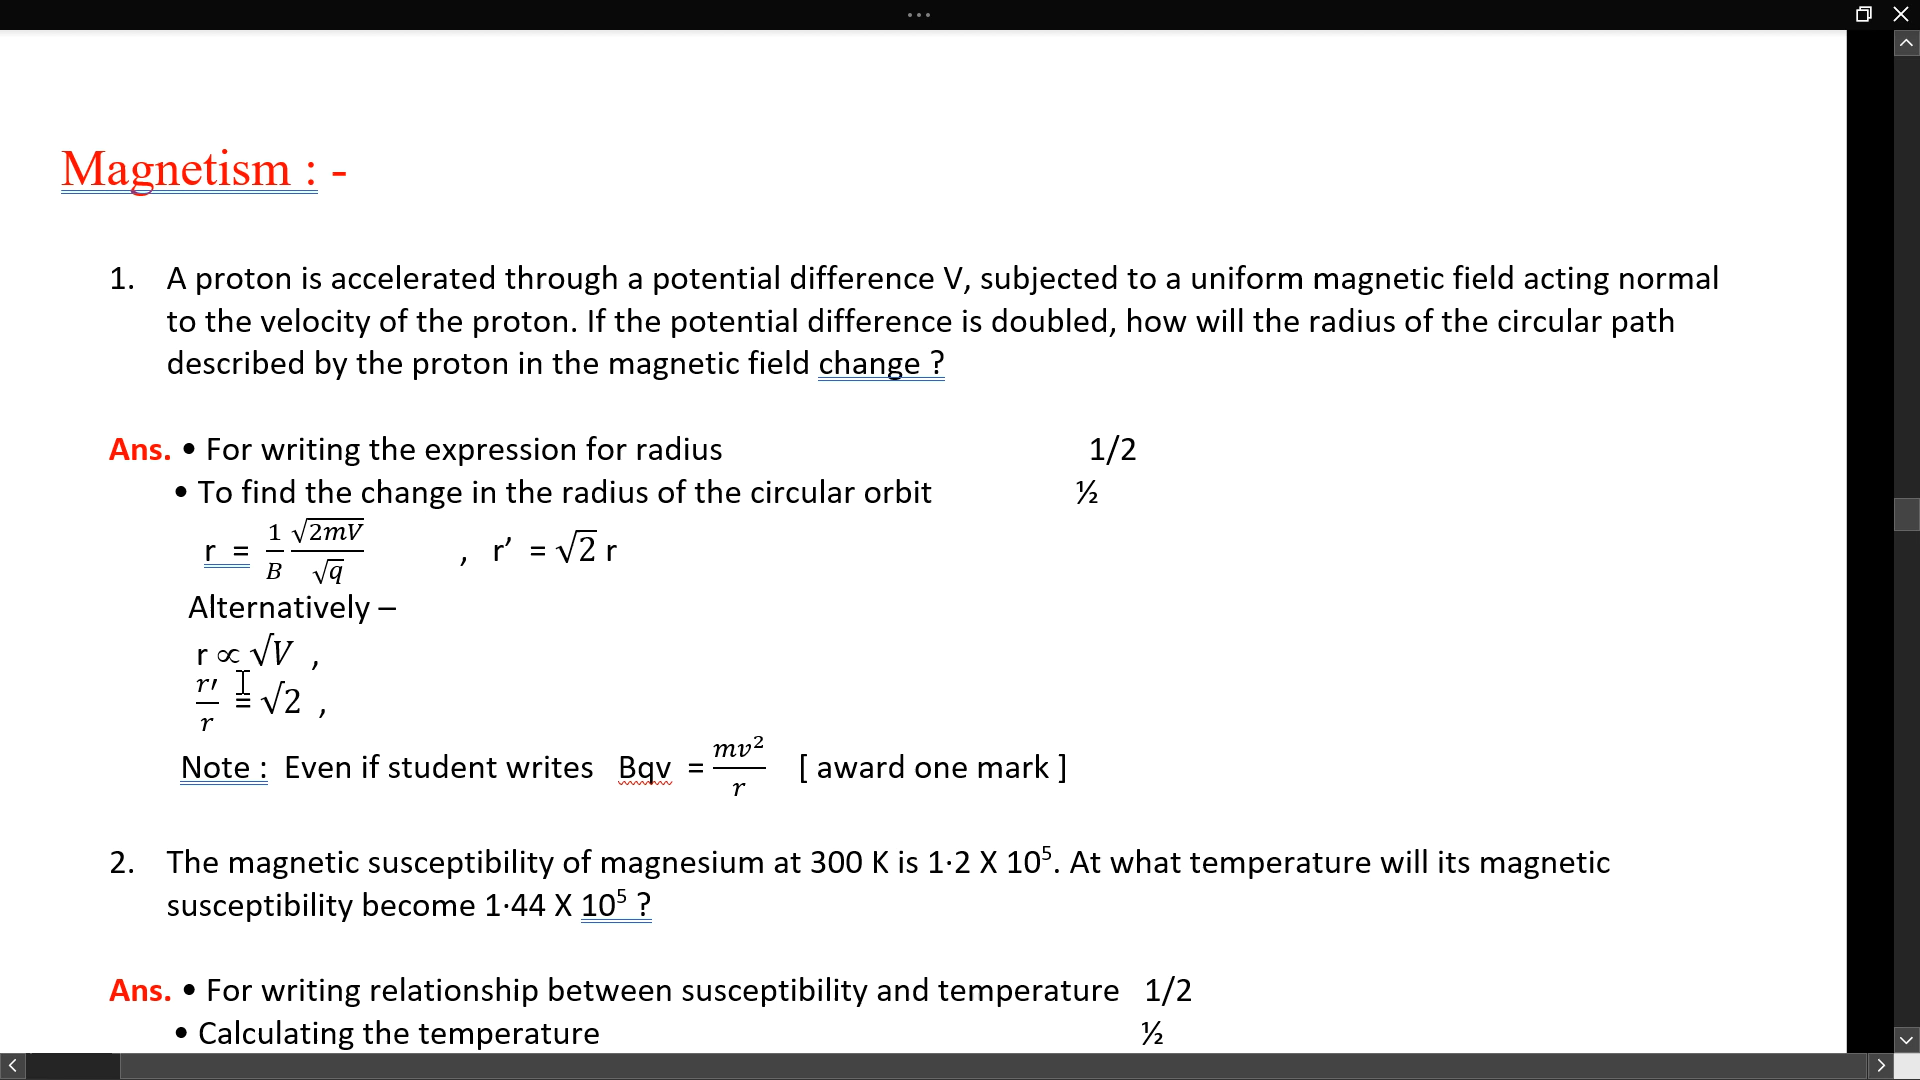 Magnetism : -
1. A proton is accelerated through a potential difference V, subjected to a uniform magnetic field acting normal
to the velocity of the proton. If the potential difference is doubled, how will the radius of the circular path
described by the proton in the magnetic field change ?
Ans. • For writing the expression for radius 1/2
• To find the change in the radius of the circular orbit ½
r = 1/B √2mV/√q , r’ = √2 r
Alternatively –
r ∝ √V ,
r′/r = √2 ,
Note : Even if student writes Bqv = mv²/r [ award one mark ]
2. The magnetic susceptibility of magnesium at 300 K is 1·2 X 10⁵. At what temperature will its magnetic
susceptibility become 1·44 X 10⁵ ?
Ans. • For writing relationship between susceptibility and temperature 1/2
• Calculating the temperature ½